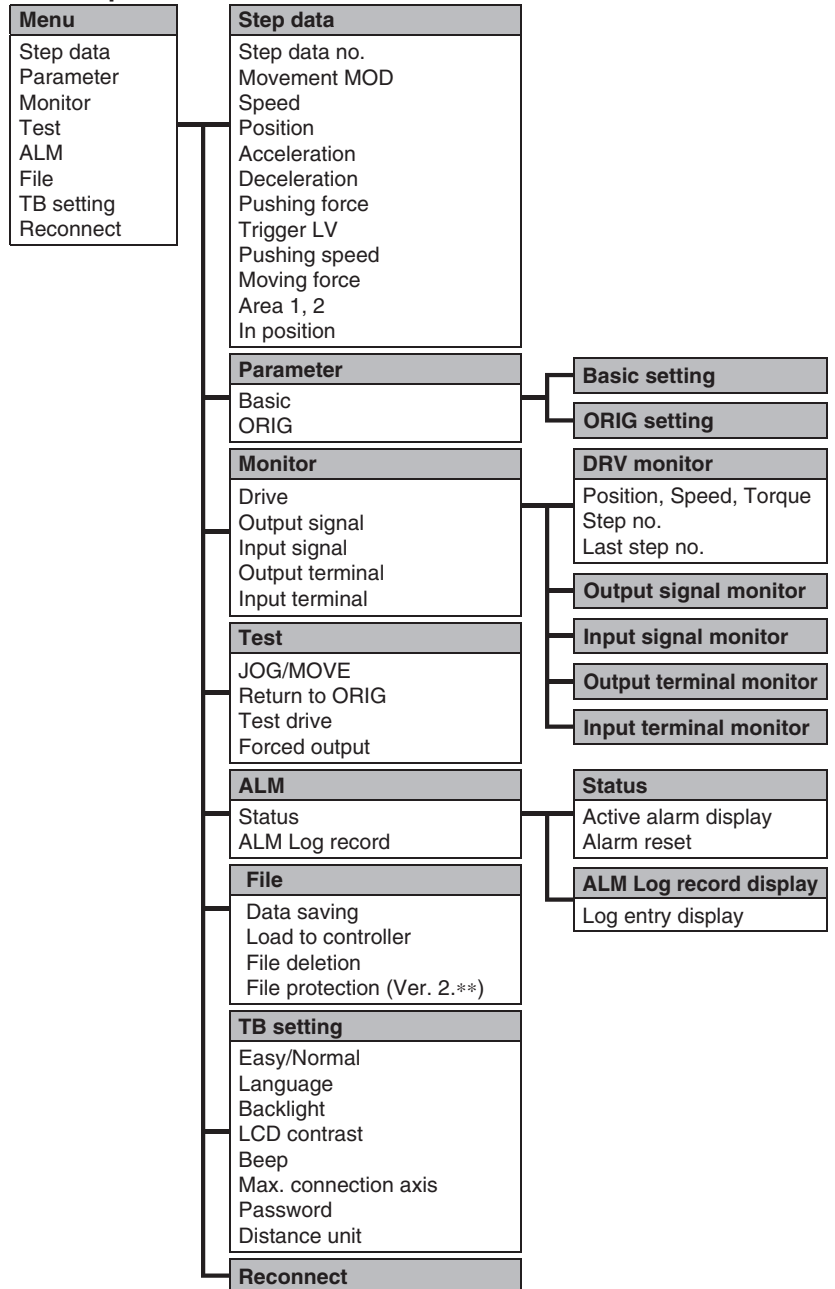 Menu
Step data
Parameter
Monitor
Test
ALM
File
TB setting
Reconnect
Step data
Step data no.
Movement MOD
Speed
Position
Acceleration
Deceleration
Pushing force
Trigger LV
Pushing speed
Moving force
Area 1, 2
In position
Parameter
Basic
ORIG
Basic setting
ORIG setting
Monitor
Drive
Output signal
Input signal
Output terminal
Input terminal
DRV monitor
Position, Speed, Torque
Step no.
Last step no.
Output signal monitor
Input signal monitor
Output terminal monitor
Input terminal monitor
Test
JOG/MOVE
Return to ORIG
Test drive
Forced output
ALM
Status
ALM Log record
Status
Active alarm display
Alarm reset
ALM Log record display
Log entry display
File
Data saving
Load to controller
File deletion
File protection (Ver. 2.**)
TB setting
Easy/Normal
Language
Backlight
LCD contrast
Beep
Max. connection axis
Password
Distance unit
Reconnect